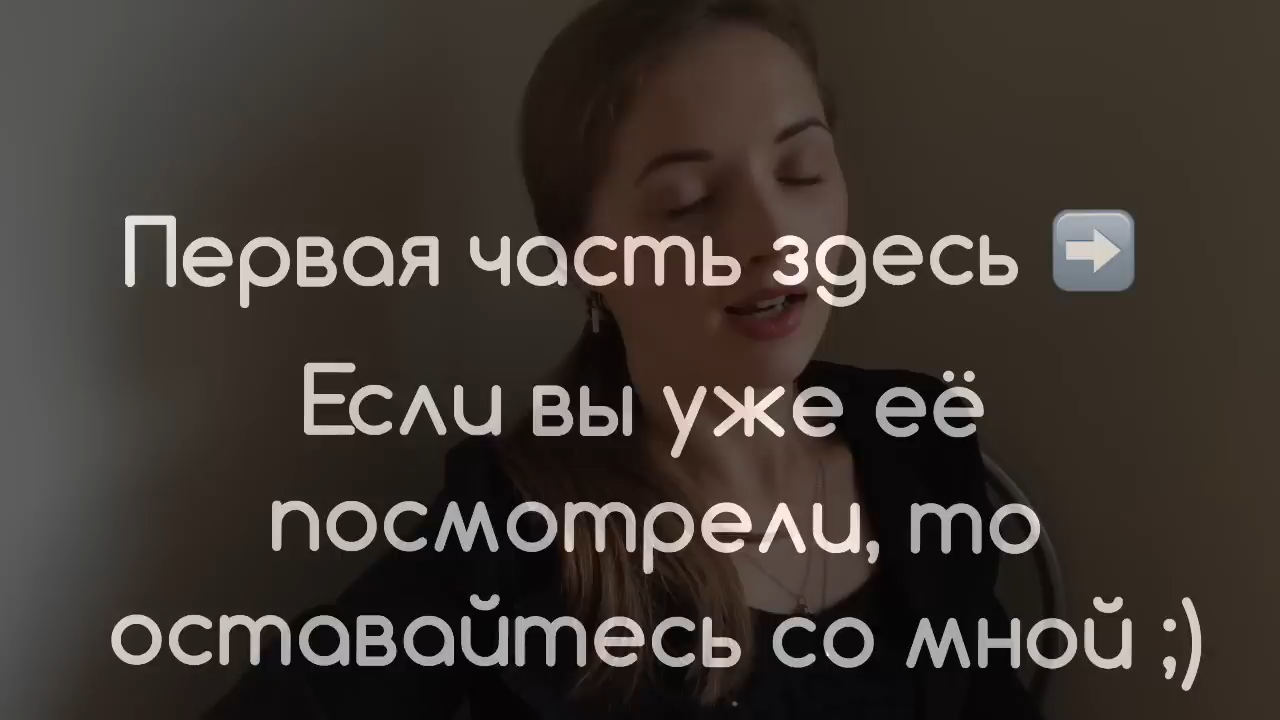 Первая часть здесь ➡️
Если вы уже её
посмотрели, то
оставайтесь со мной ;)